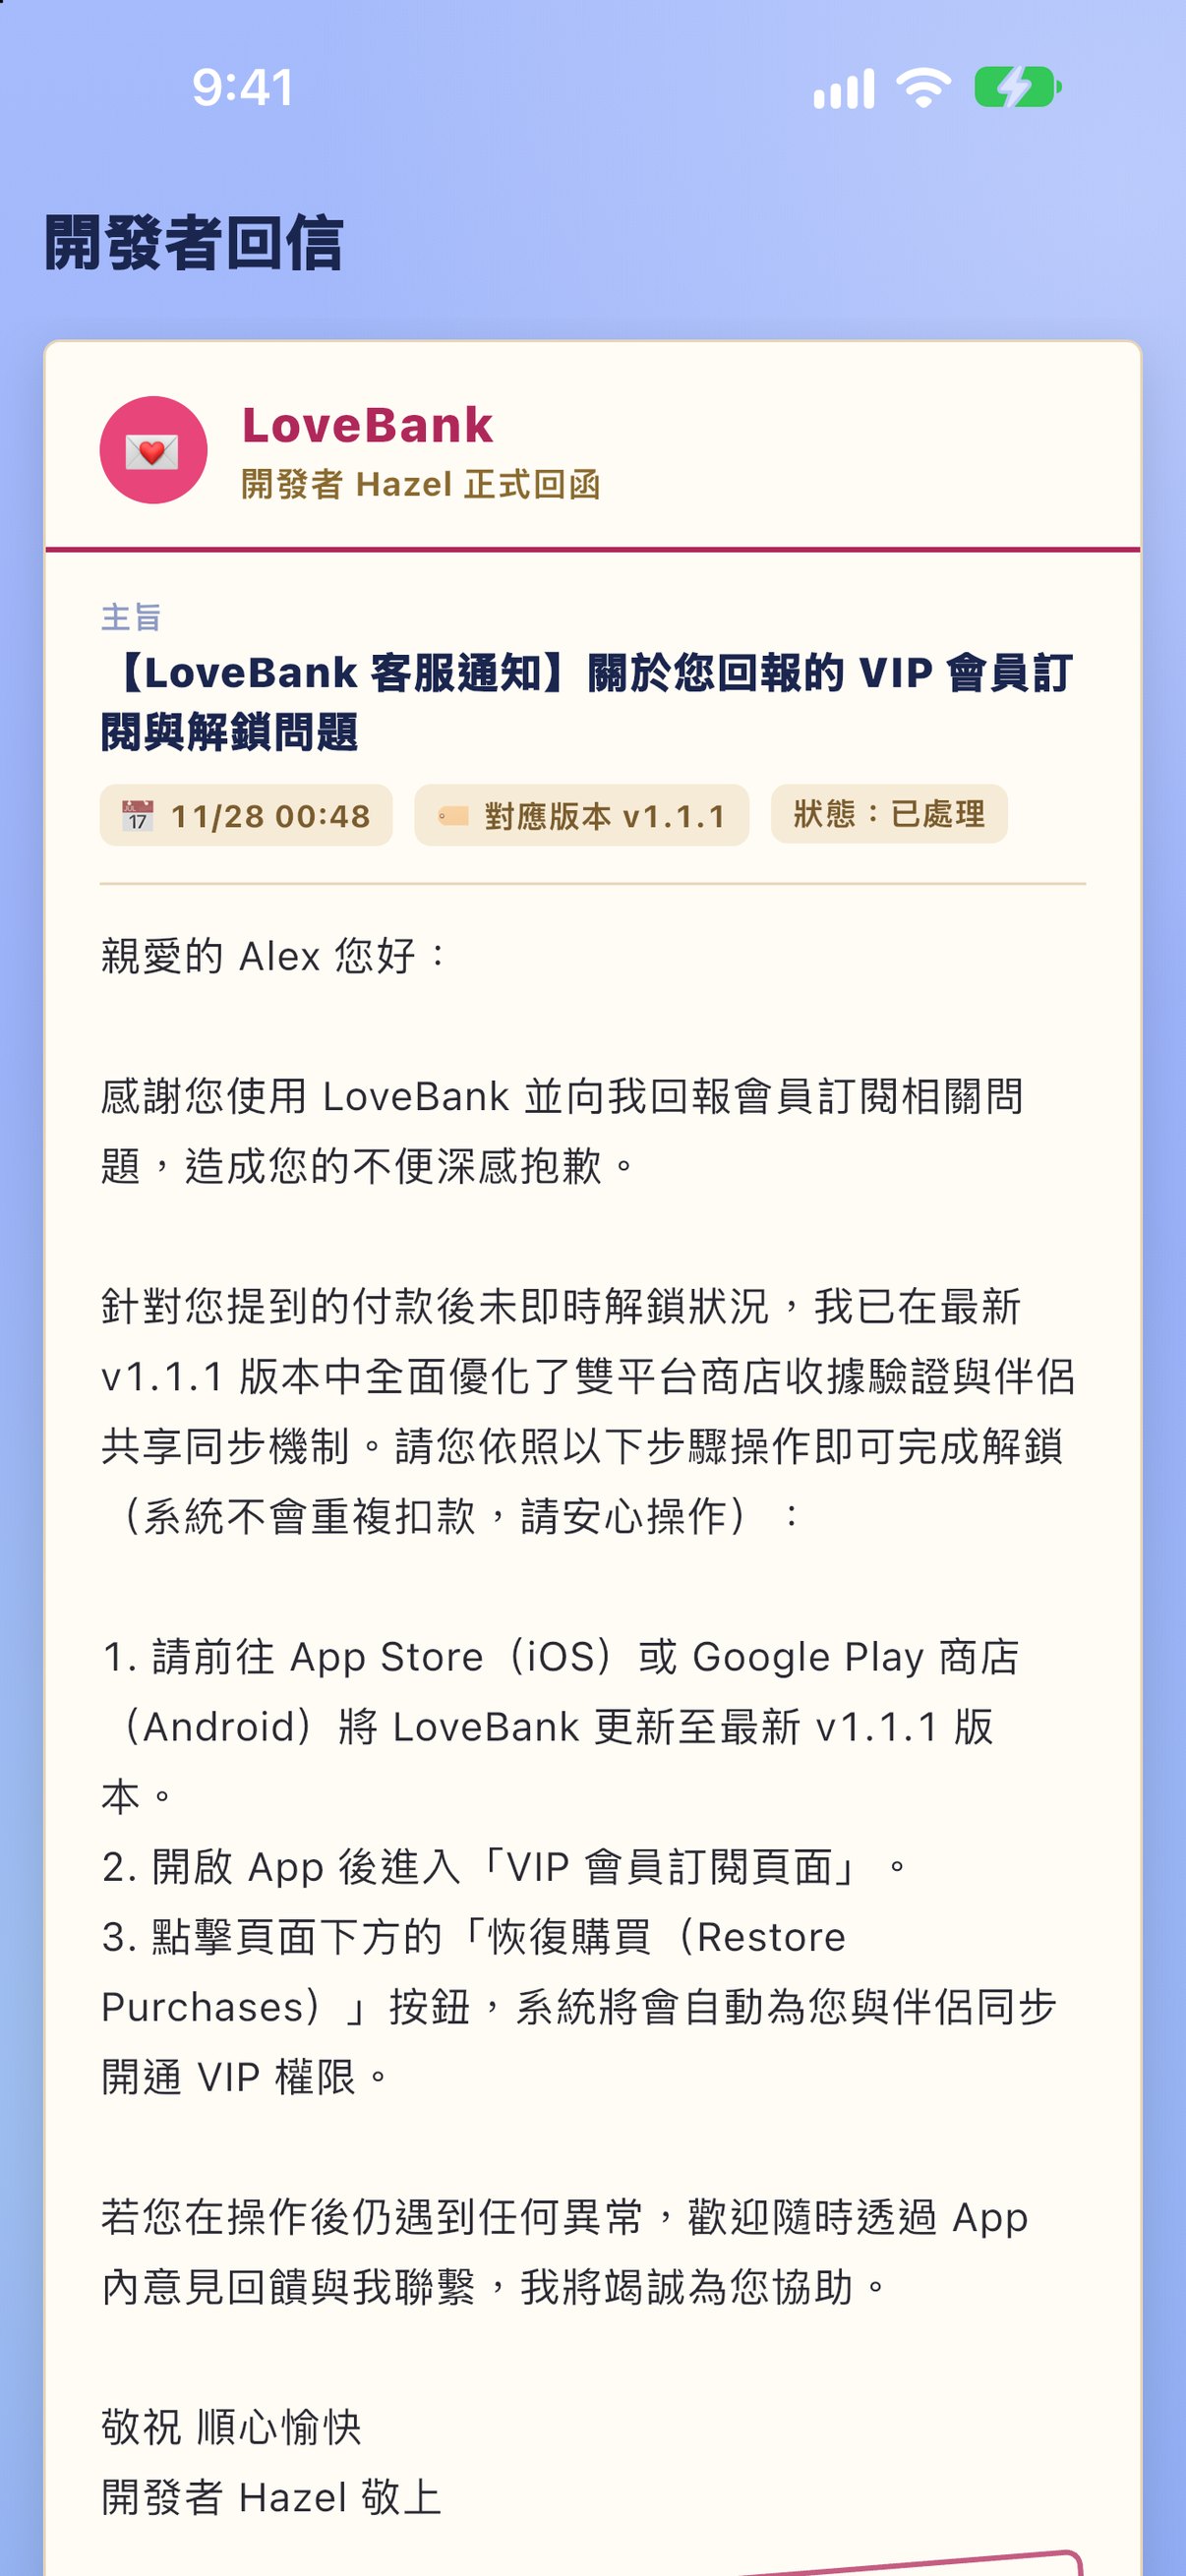 9:41
開發者回信
LoveBank
開發者 Hazel 正式回函
主旨
【LoveBank 客服通知】關於您回報的 VIP 會員訂
閱與解鎖問題
17 11/28 00:48 對應版本 v1.1.1 狀態：已處理
親愛的 Alex 您好：
感謝您使用 LoveBank 並向我回報會員訂閱相關問
題，造成您的不便深感抱歉。
針對您提到的付款後未即時解鎖狀況，我已在最新
v1.1.1 版本中全面優化了雙平台商店收據驗證與伴侶
共享同步機制。請您依照以下步驟操作即可完成解鎖
（系統不會重複扣款，請安心操作）：
1. 請前往 App Store（iOS）或 Google Play 商店
（Android）將 LoveBank 更新至最新 v1.1.1 版
本。
2. 開啟 App 後進入「VIP 會員訂閱頁面」。
3. 點擊頁面下方的「恢復購買（Restore
Purchases）」按鈕，系統將會自動為您與伴侶同步
開通 VIP 權限。
若您在操作後仍遇到任何異常，歡迎隨時透過 App
內意見回饋與我聯繫，我將竭誠為您協助。
敬祝 順心愉快
開發者 Hazel 敬上